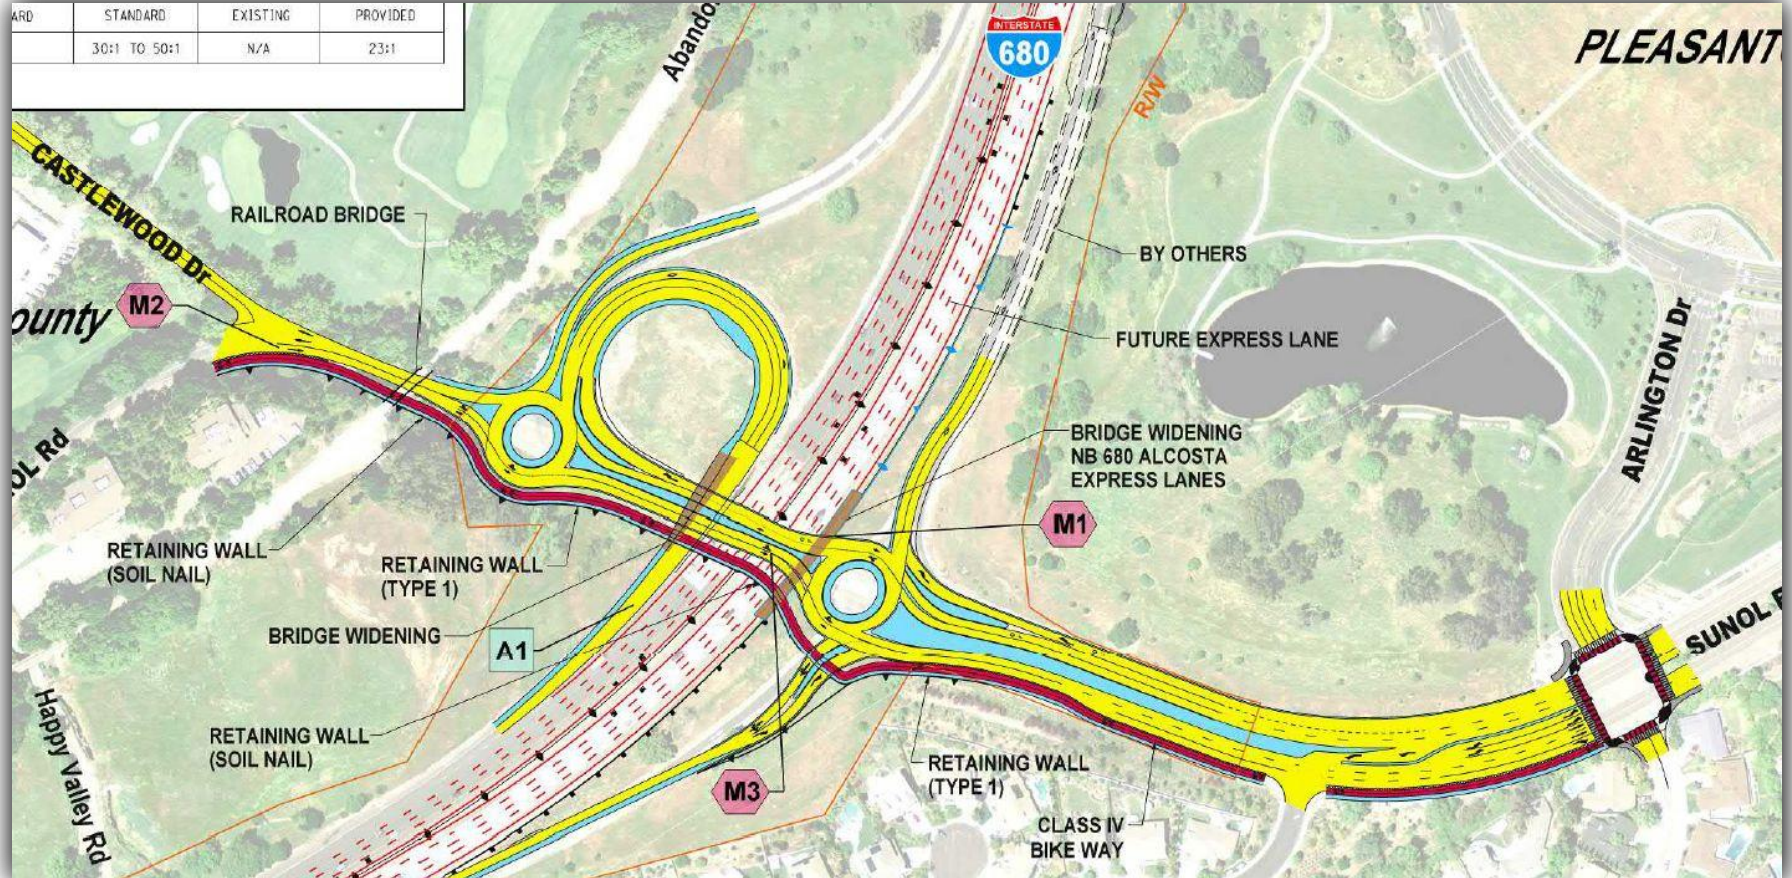 ARD STANDARD EXISTING PROVIDED
30:1 TO 50:1 N/A 23:1
Abando
INTERSTATE
680
R/W
PLEASANT
CASTLEWOOD Dr
RAILROAD BRIDGE
BY OTHERS
M2
ounty
FUTURE EXPRESS LANE
ARLINGTON Dr
BRIDGE WIDENING
NB 680 ALCOSTA
EXPRESS LANES
OL Rd
M1
RETAINING WALL
(SOIL NAIL)
RETAINING WALL
(TYPE 1)
BRIDGE WIDENING
A1
SUNOL
Happy Valley Rd
RETAINING WALL
(SOIL NAIL)
M3
RETAINING WALL
(TYPE 1)
CLASS IV
BIKE WAY